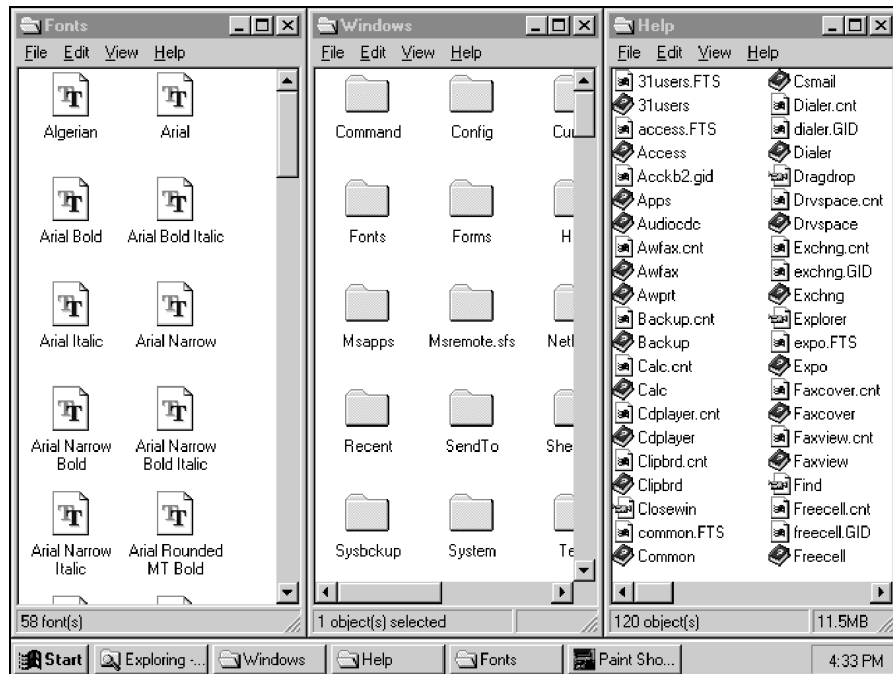 Fonts
File Edit View Help
Algerian Arial
Arial Bold Arial Bold Italic
Arial Italic Arial Narrow
Arial Narrow Bold Arial Narrow Bold Italic
Arial Narrow Italic Arial Rounded MT Bold
58 font(s)
Windows
File Edit View Help
Command Config Cur
Fonts Forms H
Msapps Msremote.sfs Netl
Recent SendTo She
Sysbckup System Te
1 object(s) selected
Help
File Edit View Help
31users.FTS Csmail
31users Dialer.cnt
access.FTS dialer.GID
Access Dialer
Acckb2.gid Dragdrop
Apps Drvspace.cnt
Audiocdc Drvspace
Awfax.cnt Exchng.cnt
Awfax exchng.GID
Awprt Exchng
Backup.cnt Explorer
Backup expo.FTS
Calc.cnt Expo
Calc Faxcover.cnt
Cdplayer.cnt Faxcover
Cdplayer Faxview.cnt
Clipbrd.cnt Faxview
Clipbrd Find
Closewin Freecell.cnt
common.FTS freecell.GID
Common Freecell
120 object(s) 11.5MB
Start Exploring -... Windows Help Fonts Paint Sho... 4:33 PM